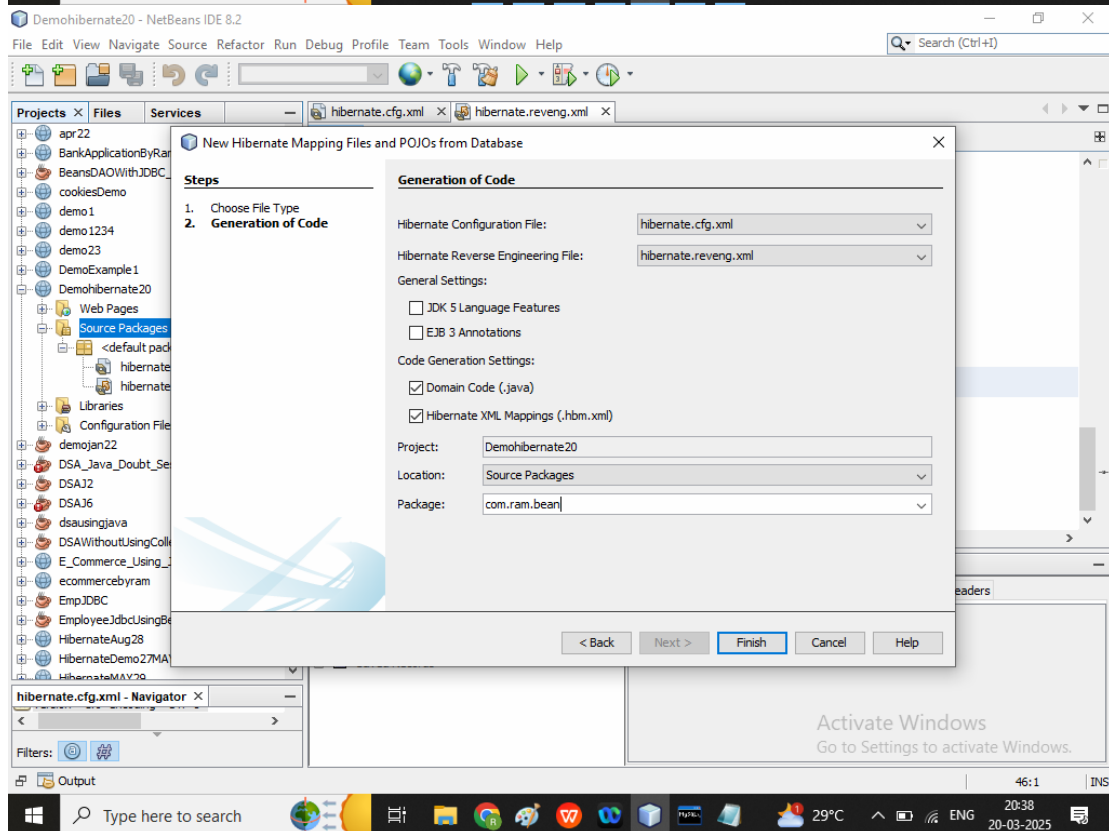 Demohibernate20 - NetBeans IDE 8.2
File Edit View Navigate Source Refactor Run Debug Profile Team Tools Window Help
Search (Ctrl+I)
Projects Files Services
hibernate.cfg.xml hibernate.reveng.xml
apr22
BankApplicationByRar
BeansDAOWithJDBC_
cookiesDemo
demo1
demo1234
demo23
DemoExample1
Demohibernate20
Web Pages
Source Packages
<default pack
hibernate
hibernate
Libraries
Configuration File
demojan22
DSA_Java_Doubt_Se
DSAJ2
DSAJ6
dsausingjava
DSAWithoutUsingColl
E_Commerce_Using_J
ecommercebyram
EmpJDBC
EmployeeJdbcUsingBe
HibernateAug28
HibernateDemo27MA
HibernateMAY29
New Hibernate Mapping Files and POJOs from Database
Steps
1. Choose File Type
2. Generation of Code
Generation of Code
Hibernate Configuration File: hibernate.cfg.xml
Hibernate Reverse Engineering File: hibernate.reveng.xml
General Settings:
JDK 5 Language Features
EJB 3 Annotations
Code Generation Settings:
Domain Code (.java)
Hibernate XML Mappings (.hbm.xml)
Project: Demohibernate20
Location: Source Packages
Package: com.ram.bean
< Back Next > Finish Cancel Help
eaders
hibernate.cfg.xml - Navigator
Filters:
Activate Windows
Go to Settings to activate Windows.
Output
46:1 INS
Type here to search
29°C
ENG
20:38
20-03-2025